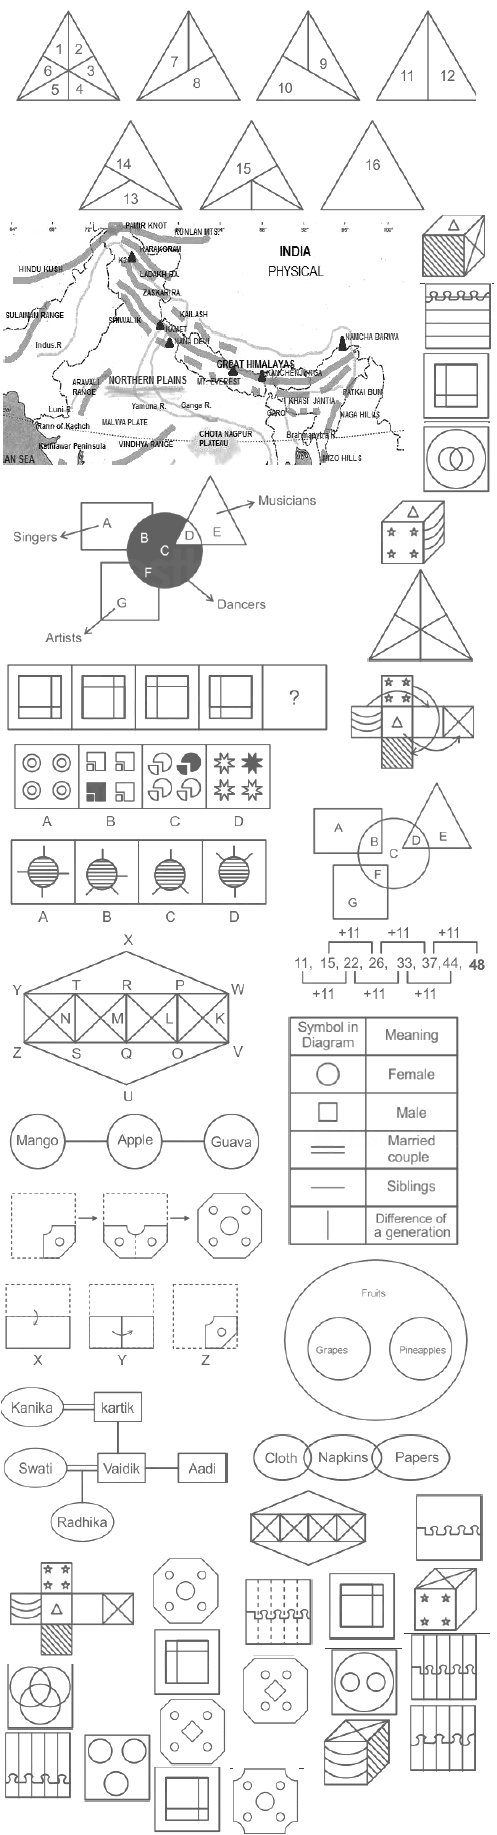 1 2
6 3
5 4
7
8
9
10
11 12
14
13
15
16
PAMIR KNOT
KUNLAN MTS.
INDIA
PHYSICAL
KARAKORAM
K2
HINDU KUSH
LADAKH RA.
ZASKAR RA
SULAIMAN RANGE
SHIWALIK
KAILASH
KAMET
NANDA DEVI
NAMCHA BARWA
Indus.R
GREAT HIMALAYAS
MT- EVEREST
KANCHENJUNGA
ARAVALI
RANGE
NORTHERN PLAINS
PATKAI BUM
KHASI JANTIA
GARO
NAGA HILLS
Luni R.
Yamuna R.
Ganga R.
Rann of Kachch
MALWA PLATE
CHOTA NAGPUR
PLATEAU
Brahmaputra R.
Kathiawar Peninsula
VINDHYA RANGE
MIZO HILLS
AN SEA
Musicians
Singers
A
B
C
D
E
F
G
Dancers
Artists
?
A B C D
A B C D
A
B
C
D
E
F
G
+11 +11 +11
11, 15, 22, 26, 33, 37, 44, 48
+11 +11 +11
X
Y T R P W
N M L K
Z S Q O V
U
Symbol in
Diagram
Meaning
Female
Male
Married
couple
Siblings
Difference of
a generation
Mango Apple Guava
X Y Z
Fruits
Grapes Pineapples
Kanika kartik
Swati Vaidik Aadi
Radhika
Cloth Napkins Papers